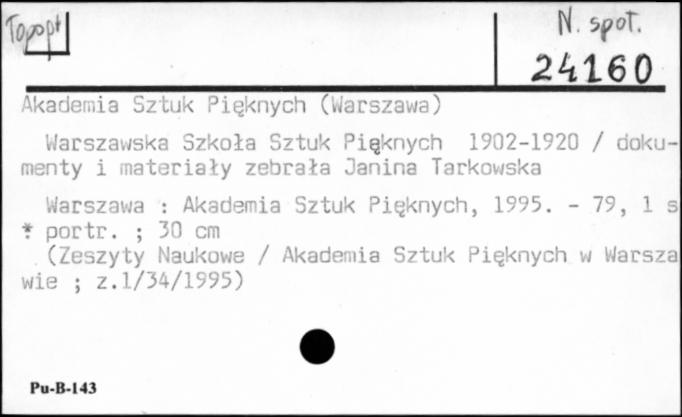 Topopł
N. spot.
24160
Akademia Sztuk Pięknych (Warszawa)
Warszawska Szkoła Sztuk Pięknych 1902-1920 / doku-
menty i materiały zebrała Janina Tarkowska
Warszawa : Akademia Sztuk Pięknych, 1995. - 79, 1 s
: portr. ; 30 cm
(Zeszyty Naukowe / Akademia Sztuk Pięknych w Warsza
wie ; z.1/34/1995)
Pu-B-143